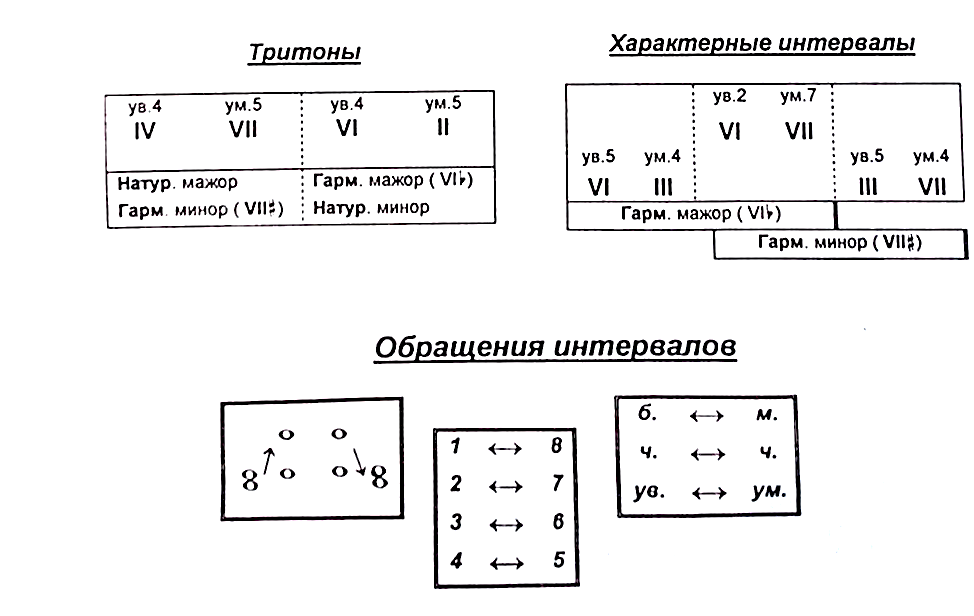 Тритоны
ув.4 ум.5 ув.4 ум.5
IV VII VI II
Натур. мажор Гарм. мажор ( VI♭)
Гарм. минор ( VII♯) Натур. минор
Характерные интервалы
ув.2 ум.7
VI VII
ув.5 ум.4 ув.5 ум.4
VI III III VII
Гарм. мажор ( VI♭)
Гарм. минор ( VII♯)
Обращения интервалов
8 8
1 ↔ 8
2 ↔ 7
3 ↔ 6
4 ↔ 5
б. ↔ м.
ч. ↔ ч.
ув. ↔ ум.